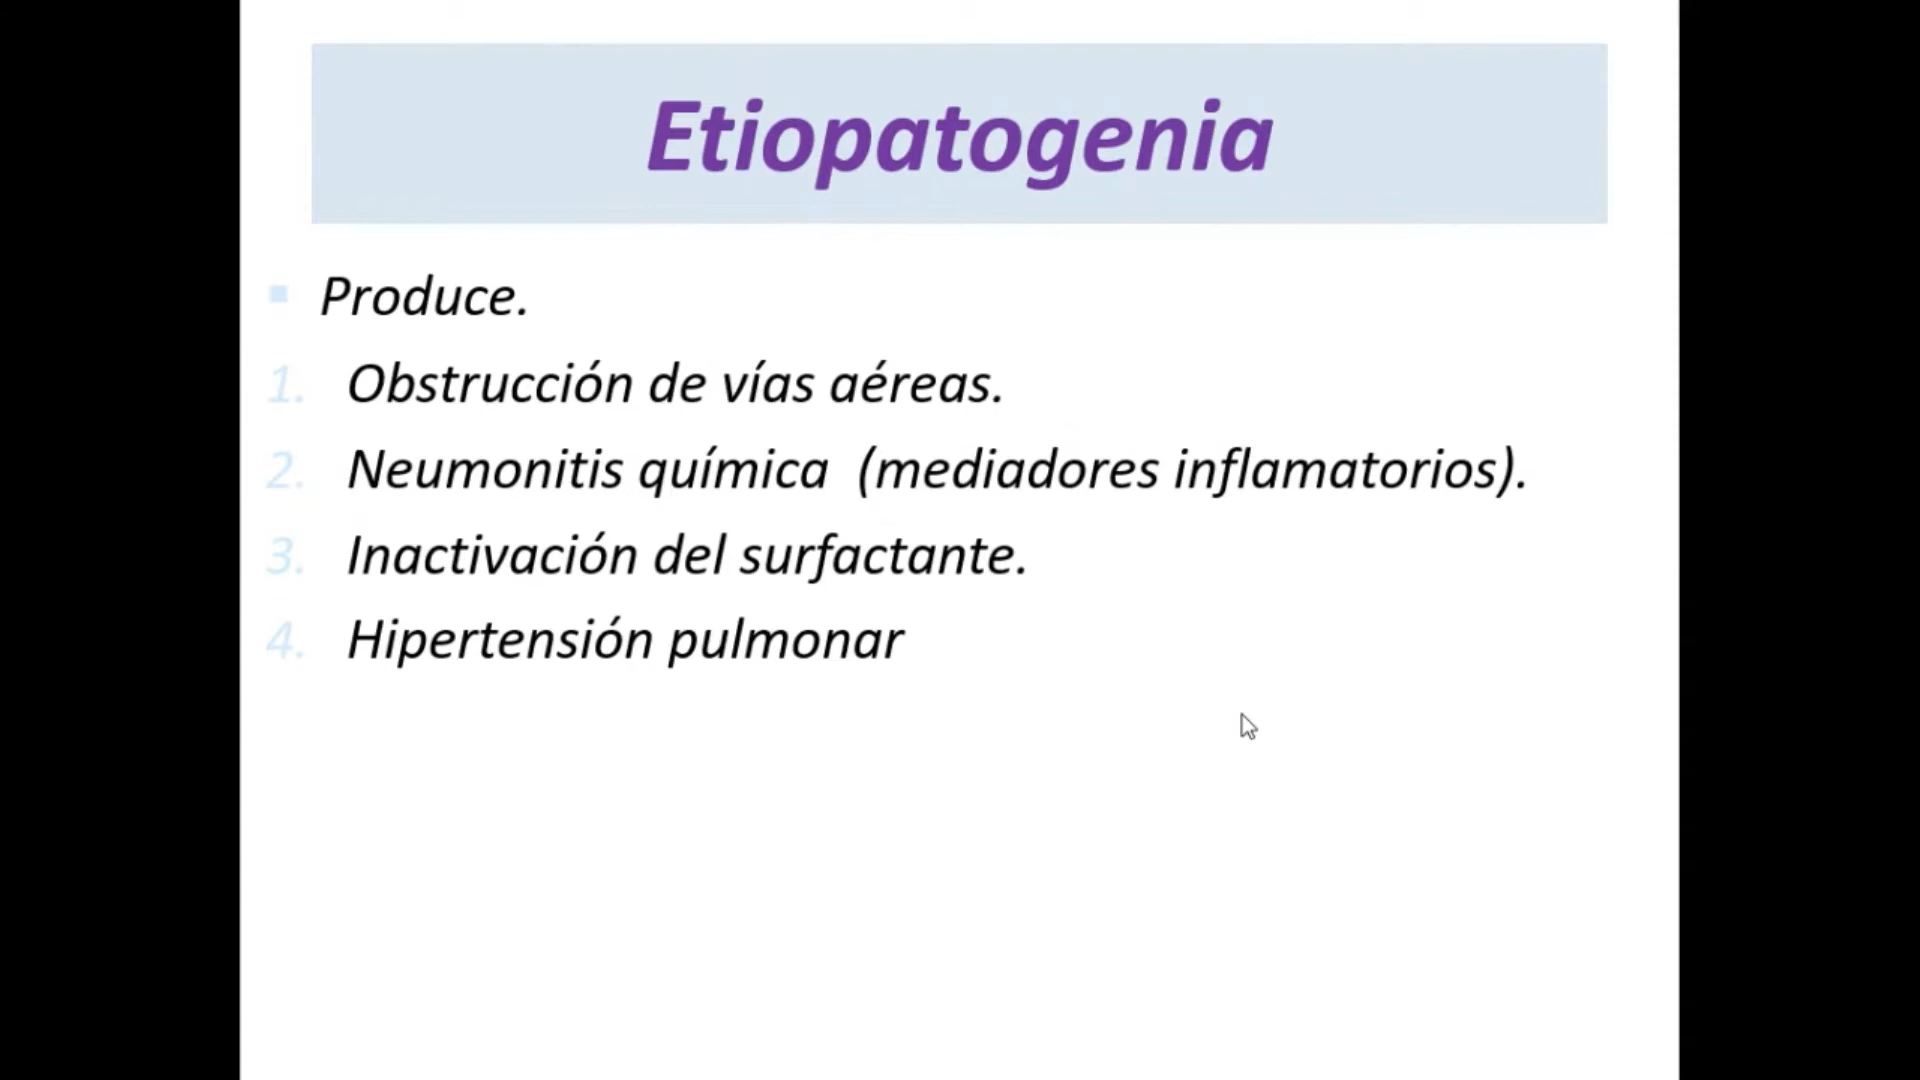 Etiopatogenia
▪ Produce.
1. Obstrucción de vías aéreas.
2. Neumonitis química  (mediadores inflamatorios).
3. Inactivación del surfactante.
4. Hipertensión pulmonar